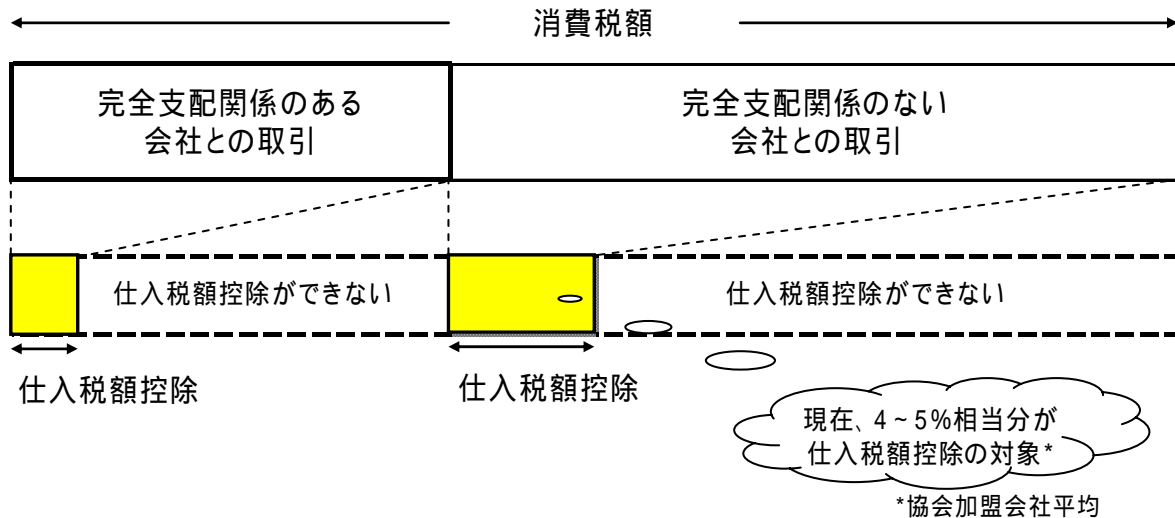 消費税額
完全支配関係のある
会社との取引
完全支配関係のない
会社との取引
仕入税額控除ができない
仕入税額控除ができない
仕入税額控除
仕入税額控除
現在、4~5%相当分が
仕入税額控除の対象*
*協会加盟会社平均